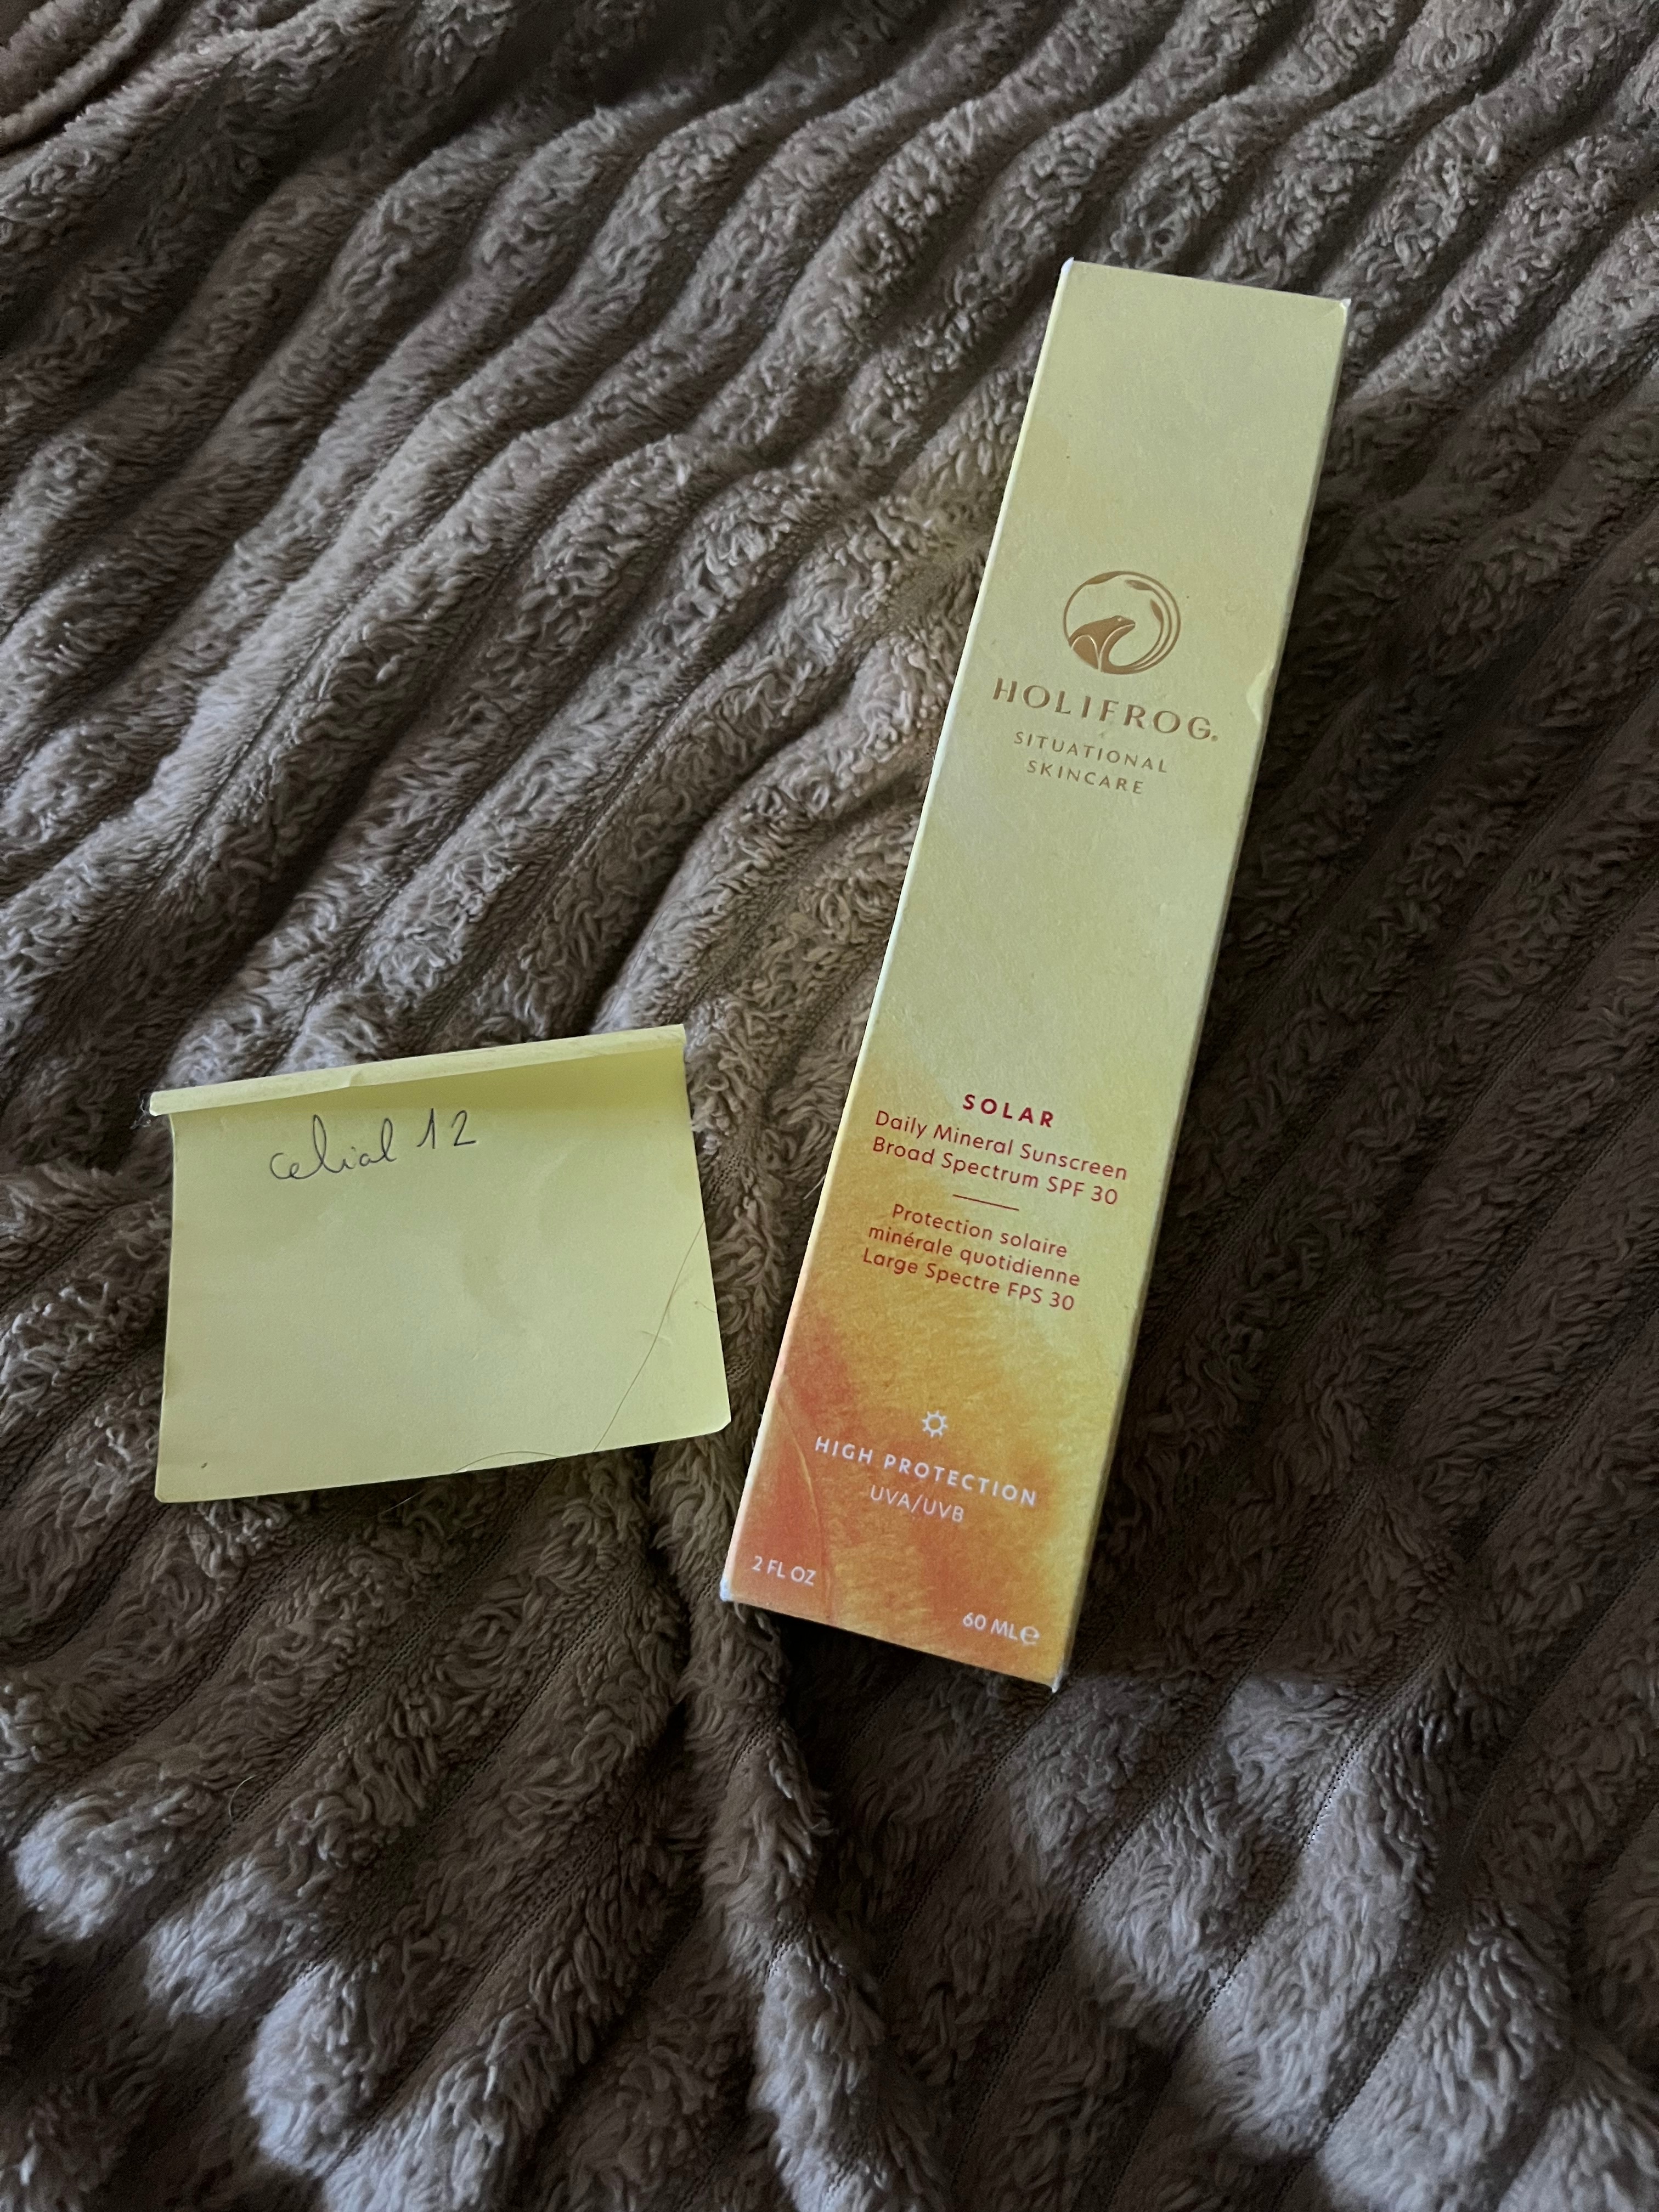 celial 12
HOLIFROG®
SITUATIONAL
SKINCARE
SOLAR
Daily Mineral Sunscreen
Broad Spectrum SPF 30
Protection solaire
minérale quotidienne
Large Spectre FPS 30
HIGH PROTECTION
UVA/UVB
2 FL OZ
60 ML℮